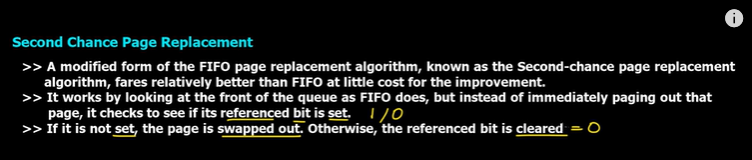 Second Chance Page Replacement
>> A modified form of the FIFO page replacement algorithm, known as the Second-chance page replacement
algorithm, fares relatively better than FIFO at little cost for the improvement.
>> It works by looking at the front of the queue as FIFO does, but instead of immediately paging out that
page, it checks to see if its referenced bit is set. 1/0
>> If it is not set, the page is swapped out. Otherwise, the referenced bit is cleared = 0